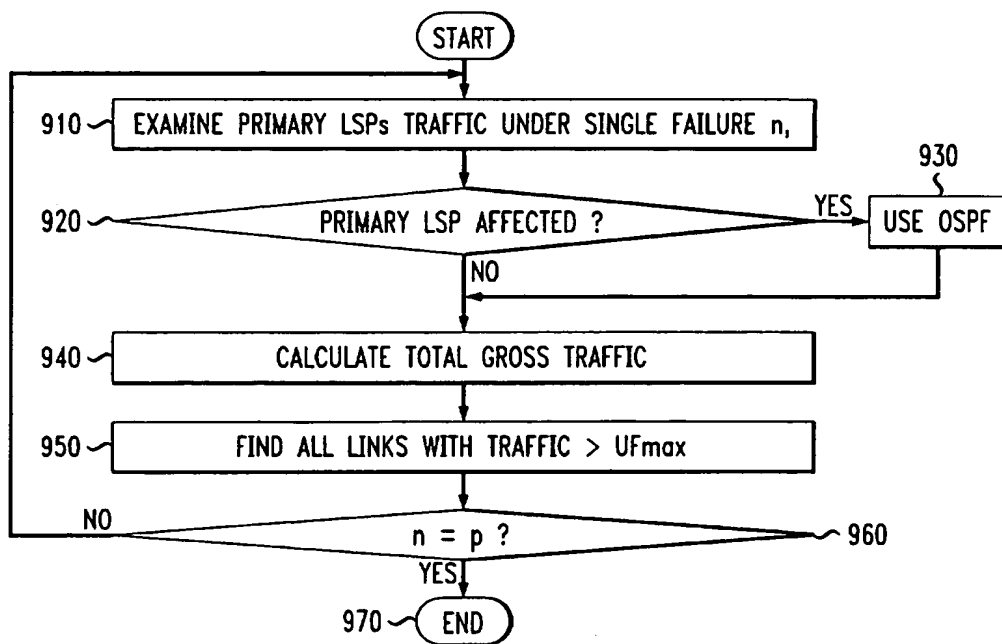 START
910
EXAMINE PRIMARY LSPs TRAFFIC UNDER SINGLE FAILURE n,
930
920
PRIMARY LSP AFFECTED ?
YES
USE OSPF
NO
940
CALCULATE TOTAL GROSS TRAFFIC
950
FIND ALL LINKS WITH TRAFFIC > UFmax
NO
n = p ?
960
YES
970
END